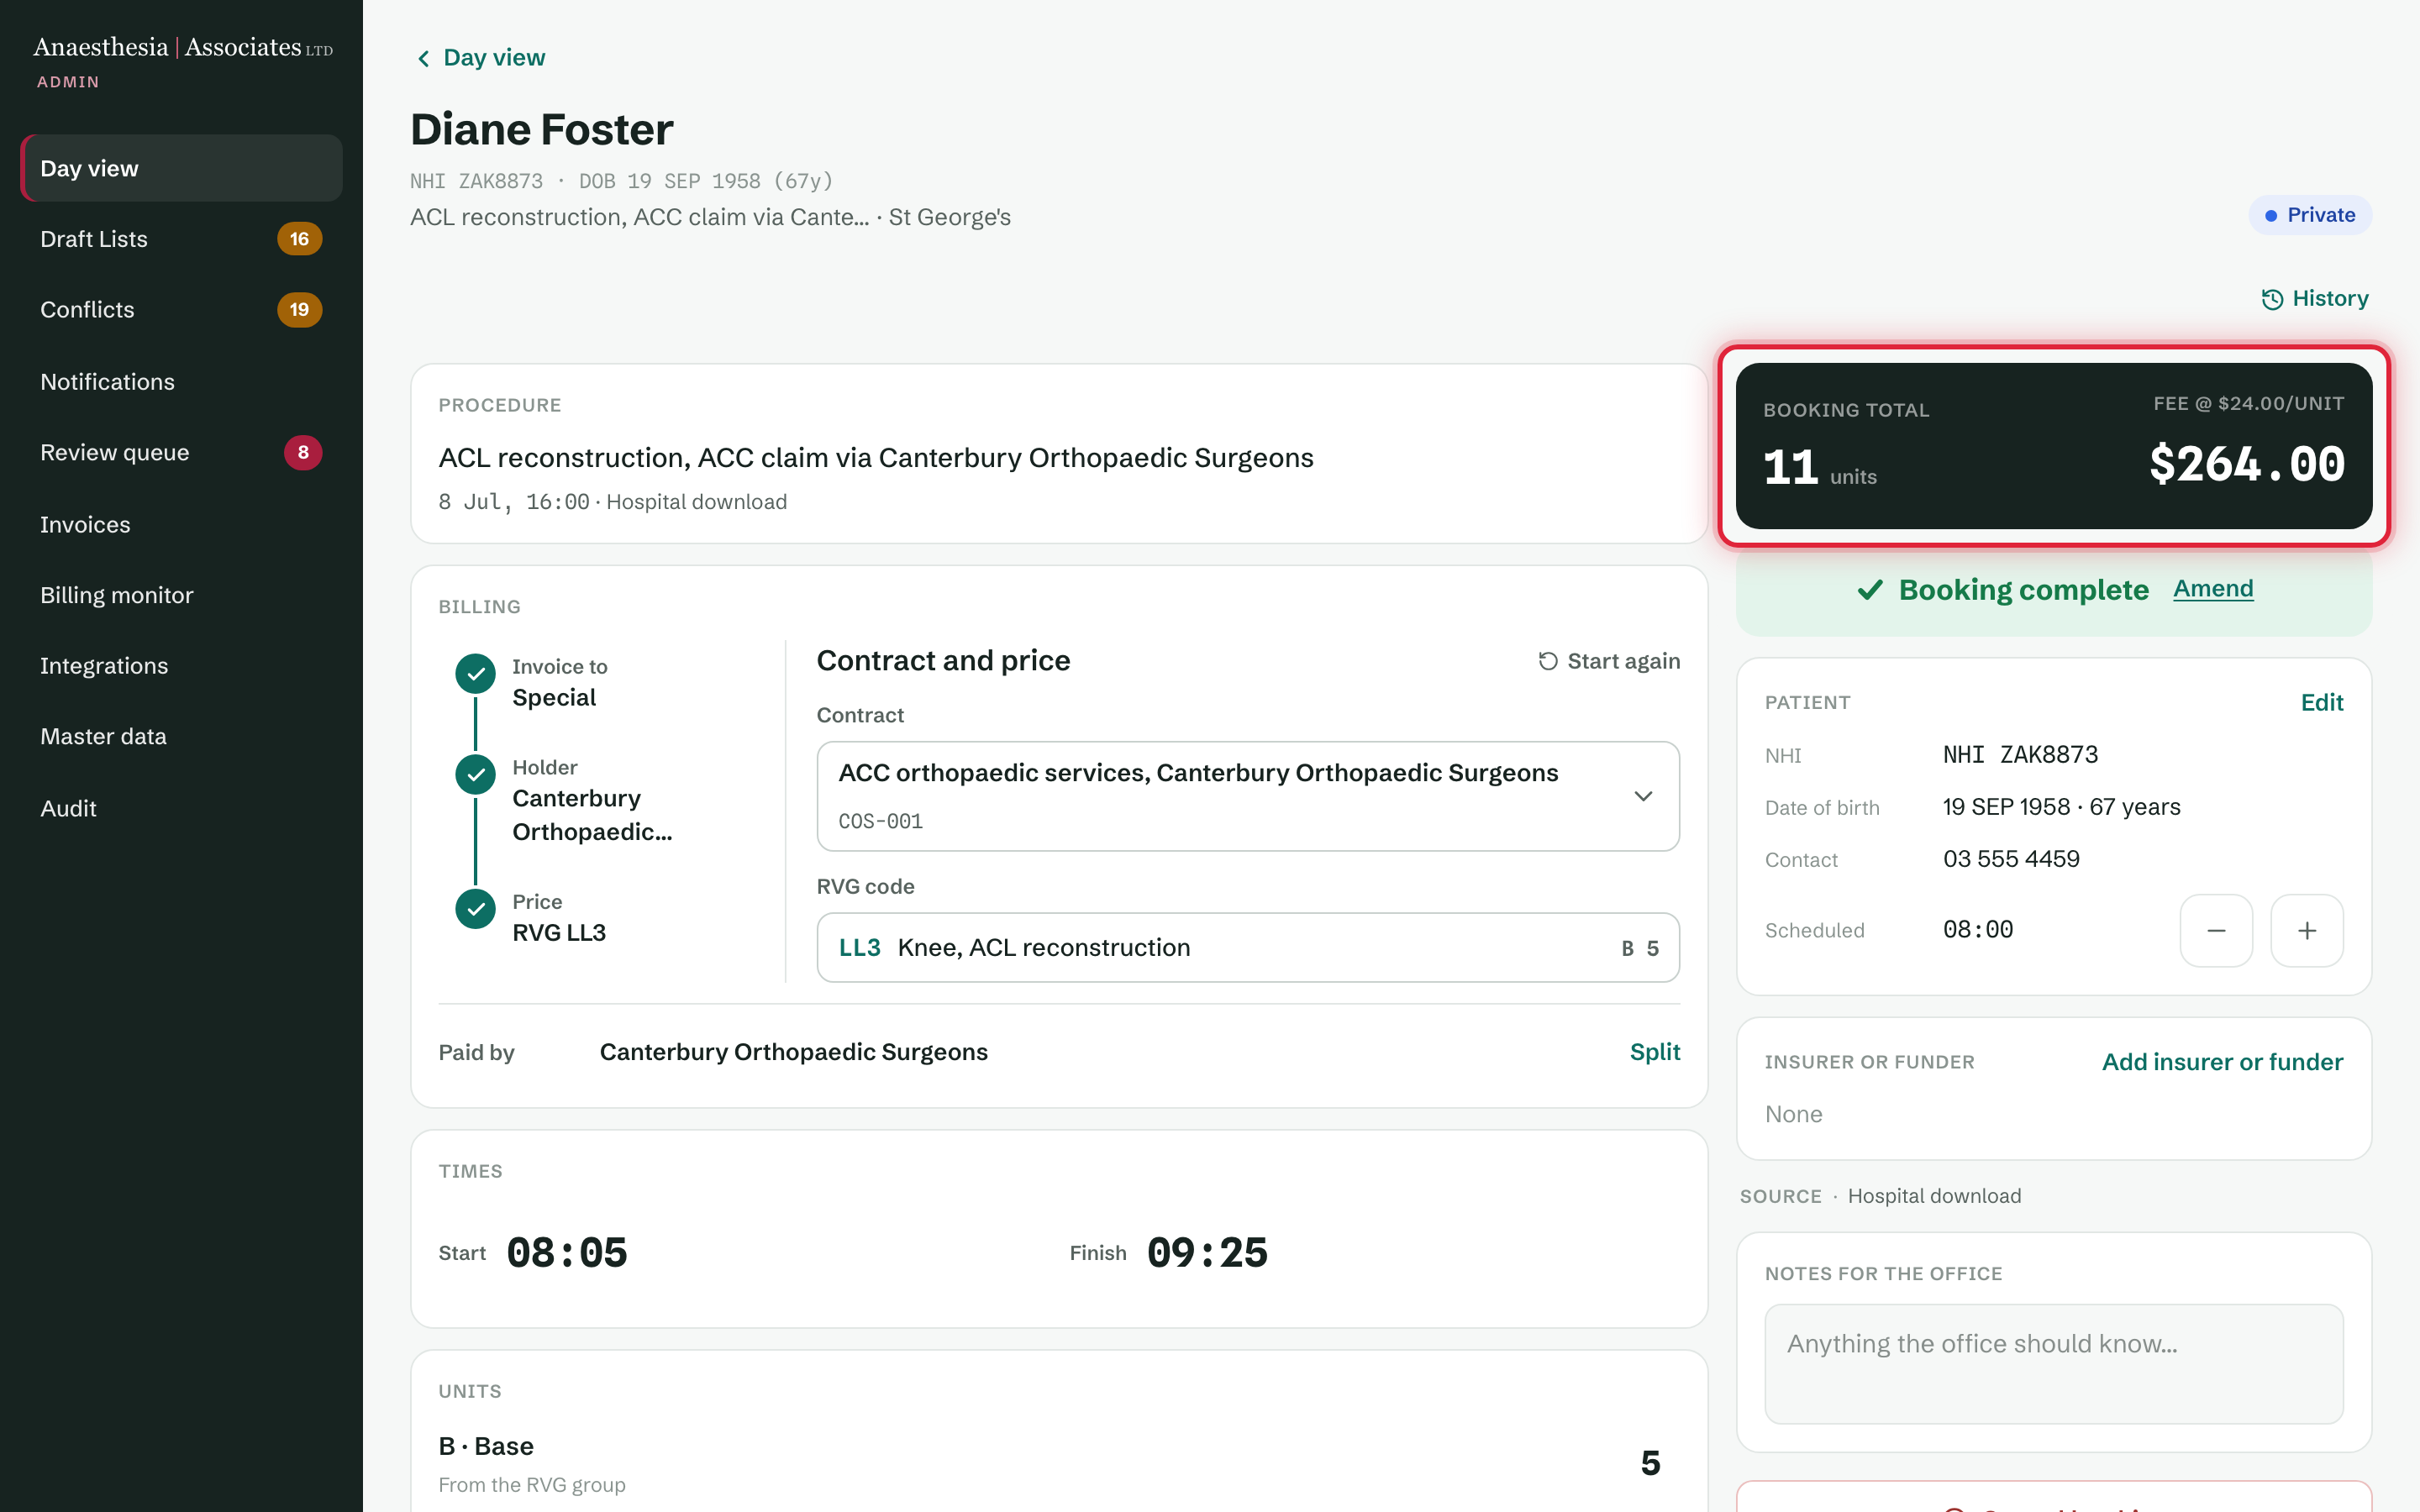 Anaesthesia | Associates LTD
ADMIN
Day view
Draft Lists 16
Conflicts 19
Notifications
Review queue 8
Invoices
Billing monitor
Integrations
Master data
Audit
Day view
Diane Foster
NHI ZAK8873 · DOB 19 SEP 1958 (67y)
ACL reconstruction, ACC claim via Cante... · St George's
Private
History
PROCEDURE
ACL reconstruction, ACC claim via Canterbury Orthopaedic Surgeons
8 Jul, 16:00 · Hospital download
BILLING
Invoice to
Special
Holder
Canterbury
Orthopaedic...
Price
RVG LL3
Contract and price
Start again
Contract
ACC orthopaedic services, Canterbury Orthopaedic Surgeons
COS-001
RVG code
LL3 Knee, ACL reconstruction B 5
Paid by Canterbury Orthopaedic Surgeons Split
TIMES
Start 08:05 Finish 09:25
UNITS
B · Base 5
From the RVG group
BOOKING TOTAL FEE @ $24.00/UNIT
11 units $264.00
Booking complete Amend
PATIENT Edit
NHI NHI ZAK8873
Date of birth 19 SEP 1958 · 67 years
Contact 03 555 4459
Scheduled 08:00 − +
INSURER OR FUNDER Add insurer or funder
None
SOURCE · Hospital download
NOTES FOR THE OFFICE
Anything the office should know...